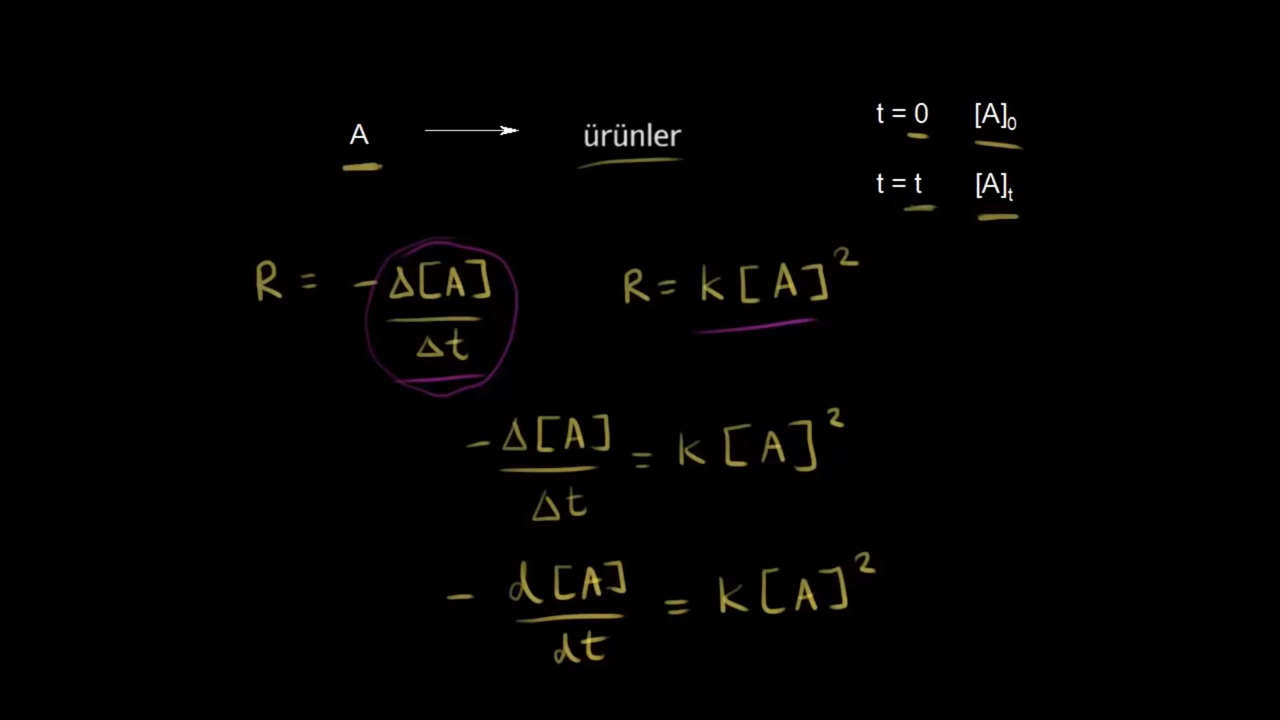 A → ürünler
t = 0 [A]₀
t = t [A]ₜ
R = - Δ[A]/Δt R = k[A]²
- Δ[A]/Δt = k[A]²
- d[A]/dt = k[A]²